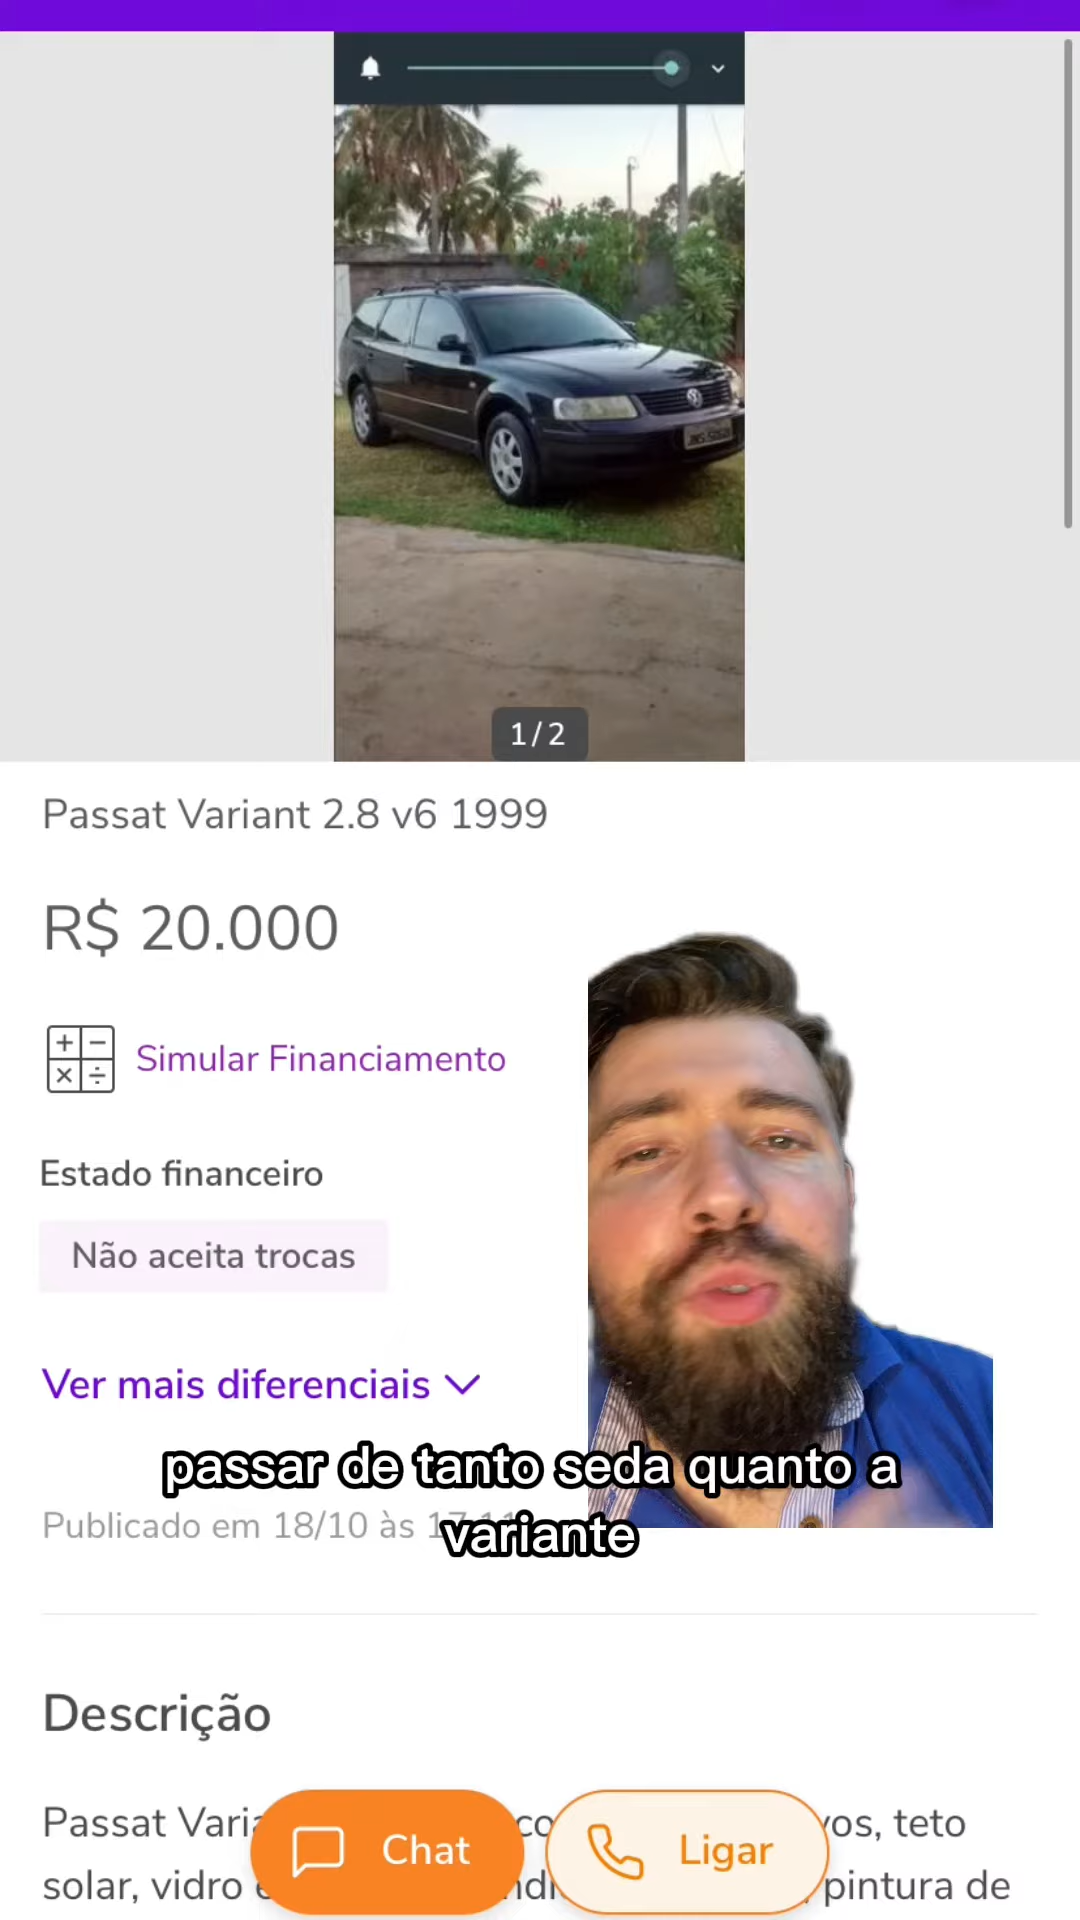 1/2
Passat Variant 2.8 v6 1999
R$ 20.000
Simular Financiamento
Estado financeiro
Não aceita trocas
Ver mais diferenciais
passar de tanto seda quanto a
variante
Publicado em 18/10 às
Descrição
Passat teto
solar, vidro pintura de
Chat
Ligar